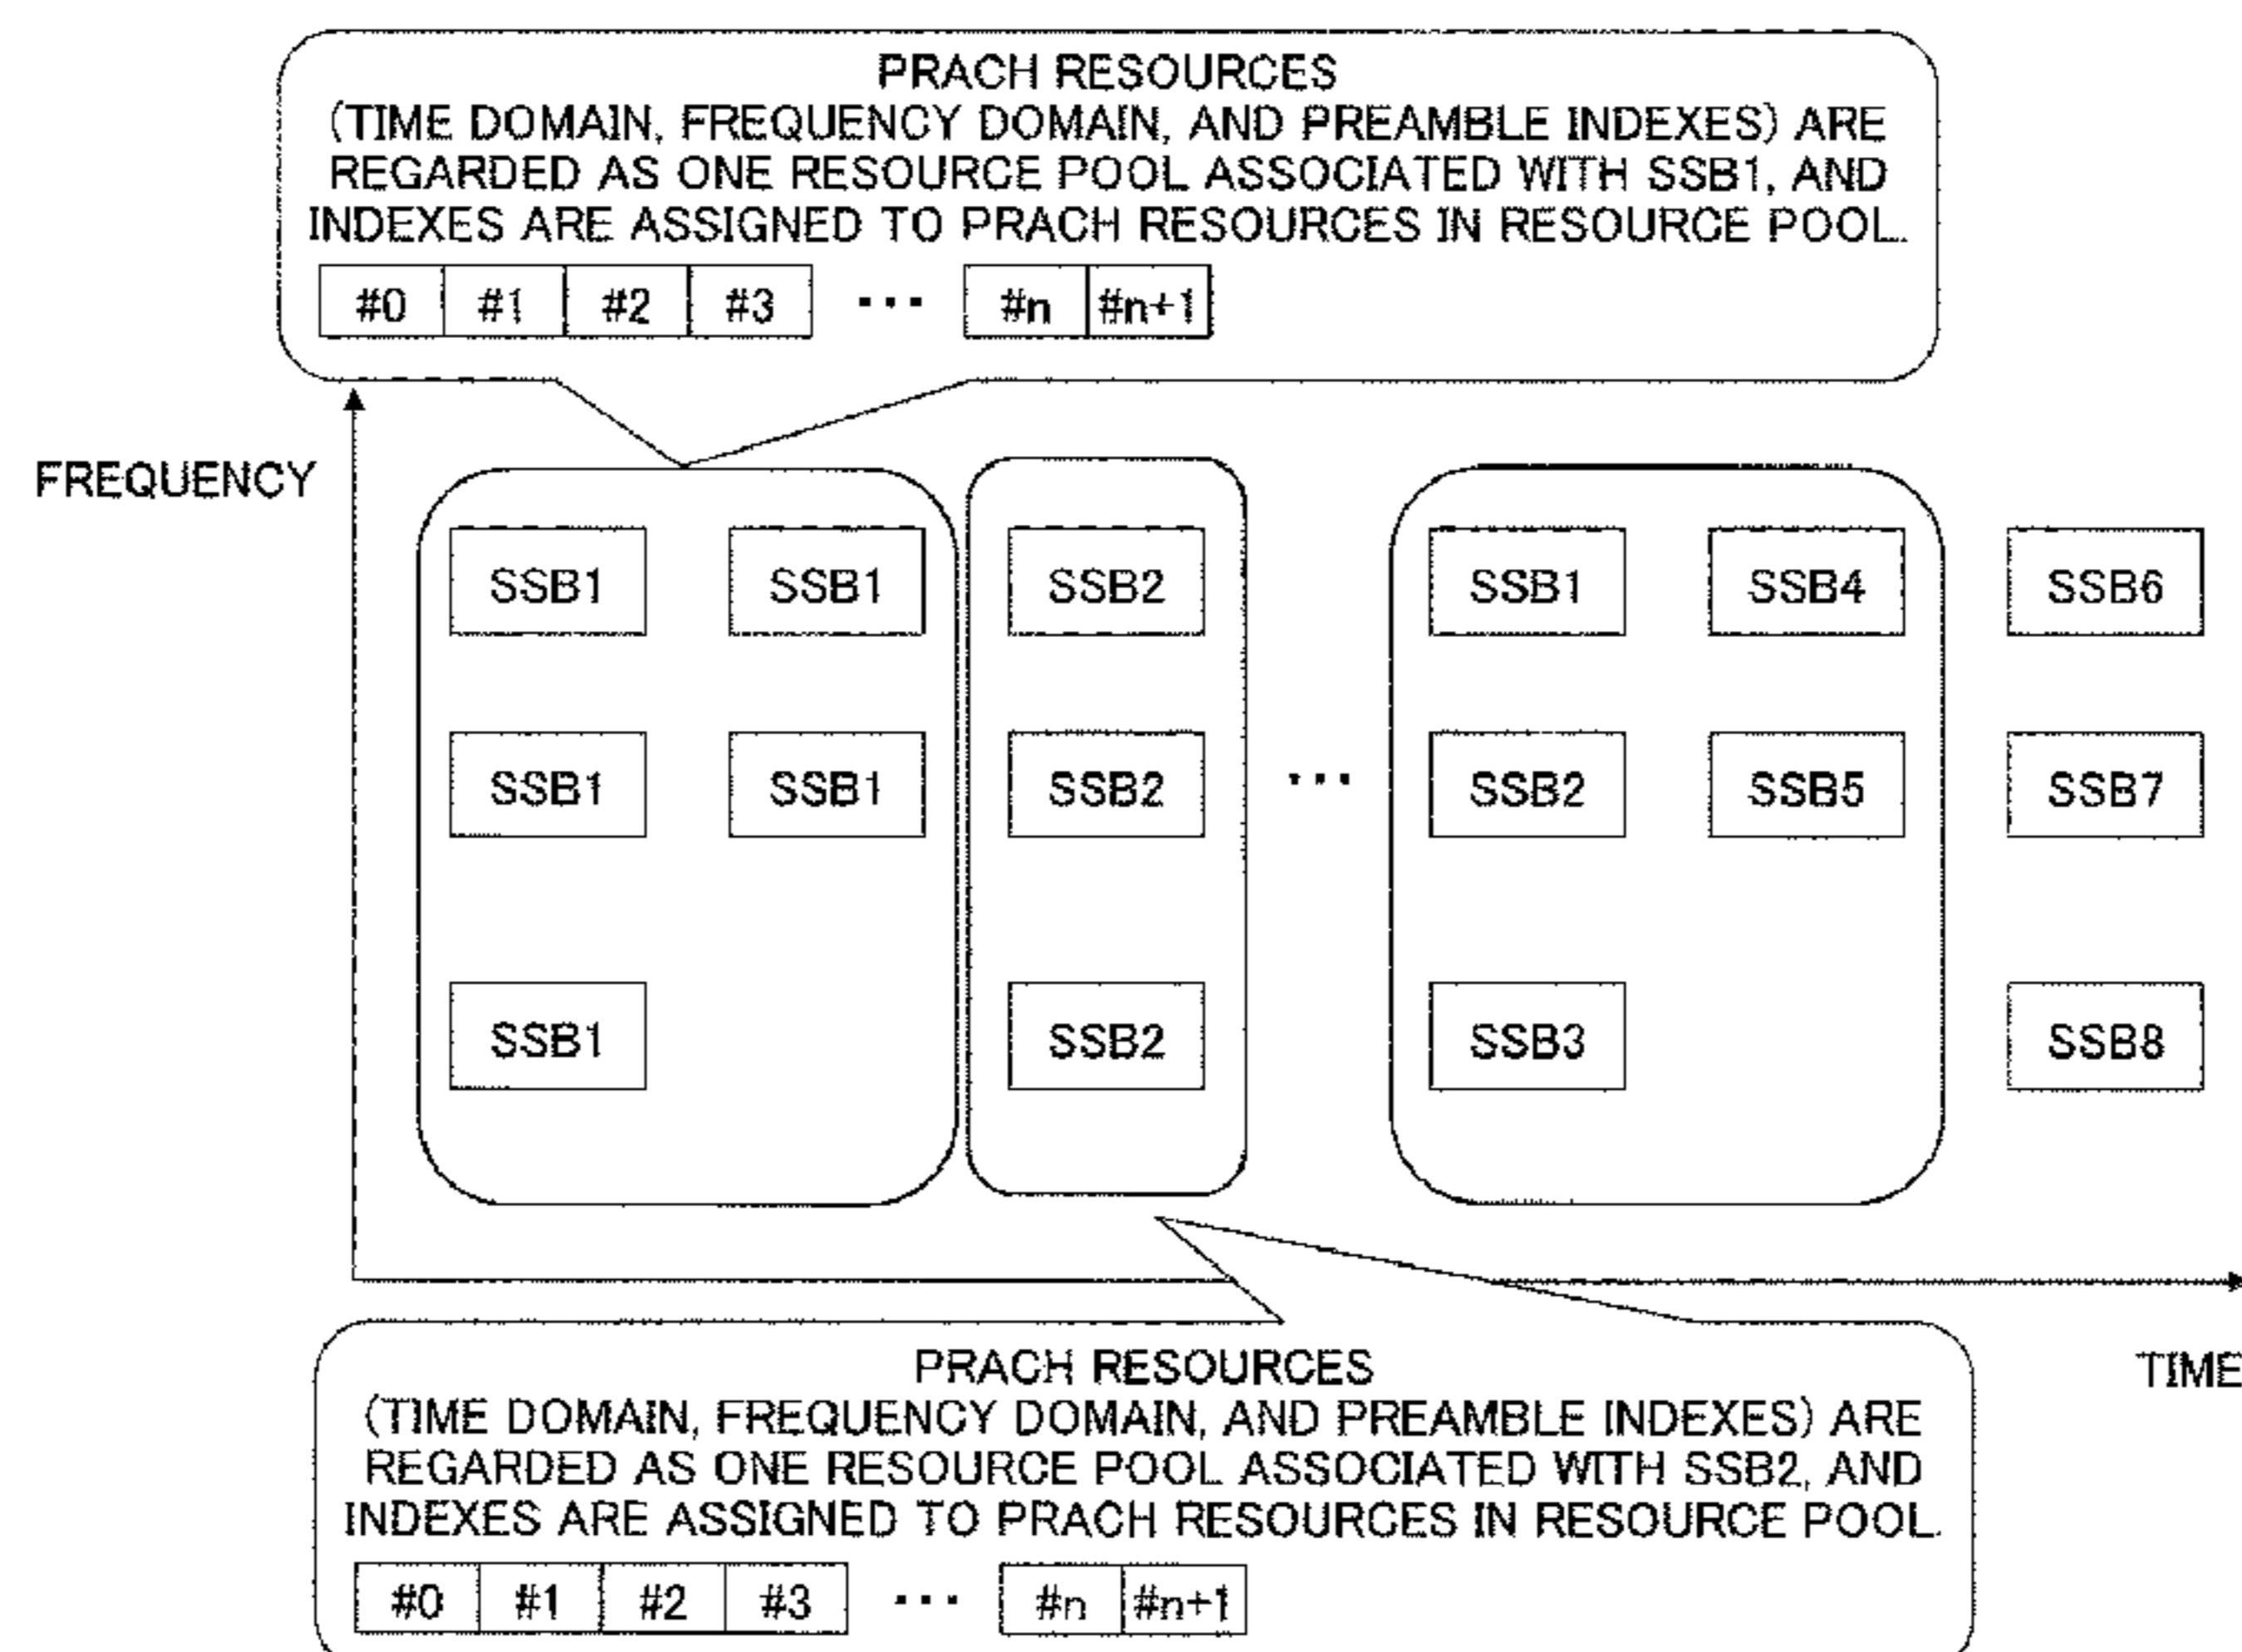 PRACH RESOURCES
(TIME DOMAIN, FREQUENCY DOMAIN, AND PREAMBLE INDEXES) ARE
REGARDED AS ONE RESOURCE POOL ASSOCIATED WITH SSB1, AND
INDEXES ARE ASSIGNED TO PRACH RESOURCES IN RESOURCE POOL.
#0 #1 #2 #3 ... #n #n+1
FREQUENCY
SSB1 SSB1 SSB2 SSB1 SSB4 SSB6
SSB1 SSB1 SSB2 ... SSB2 SSB5 SSB7
SSB1 SSB2 SSB3 SSB8
TIME
PRACH RESOURCES
(TIME DOMAIN, FREQUENCY DOMAIN, AND PREAMBLE INDEXES) ARE
REGARDED AS ONE RESOURCE POOL ASSOCIATED WITH SSB2, AND
INDEXES ARE ASSIGNED TO PRACH RESOURCES IN RESOURCE POOL.
#0 #1 #2 #3 ... #n #n+1